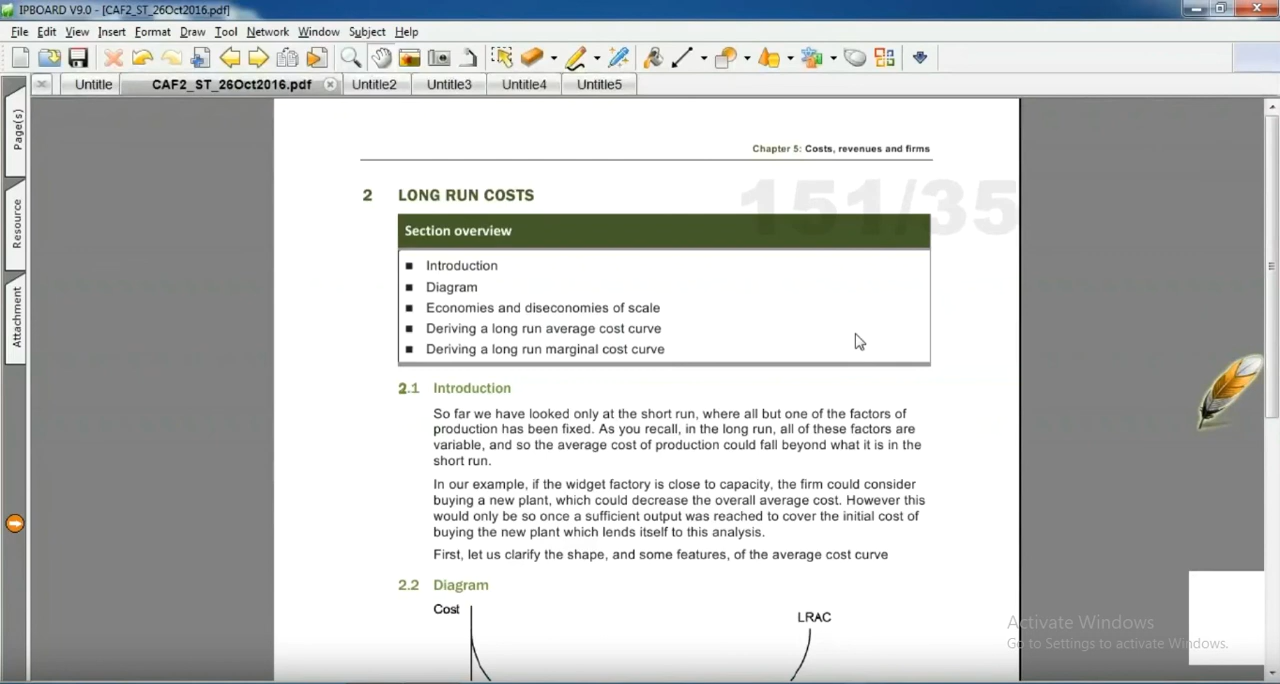 IPBOARD V9.0 - [CAF2_ST_26Oct2016.pdf]
File Edit View Insert Format Draw Tool Network Window Subject Help
Untitle CAF2_ST_26Oct2016.pdf Untitle2 Untitle3 Untitle4 Untitle5
Page(s)
Resource
Attachment
Chapter 5: Costs, revenues and firms
151/35
2 LONG RUN COSTS
Section overview
■ Introduction
■ Diagram
■ Economies and diseconomies of scale
■ Deriving a long run average cost curve
■ Deriving a long run marginal cost curve
2.1 Introduction
So far we have looked only at the short run, where all but one of the factors of
production has been fixed. As you recall, in the long run, all of these factors are
variable, and so the average cost of production could fall beyond what it is in the
short run.
In our example, if the widget factory is close to capacity, the firm could consider
buying a new plant, which could decrease the overall average cost. However this
would only be so once a sufficient output was reached to cover the initial cost of
buying the new plant which lends itself to this analysis.
First, let us clarify the shape, and some features, of the average cost curve
2.2 Diagram
Cost
LRAC
Activate Windows
Go to Settings to activate Windows.